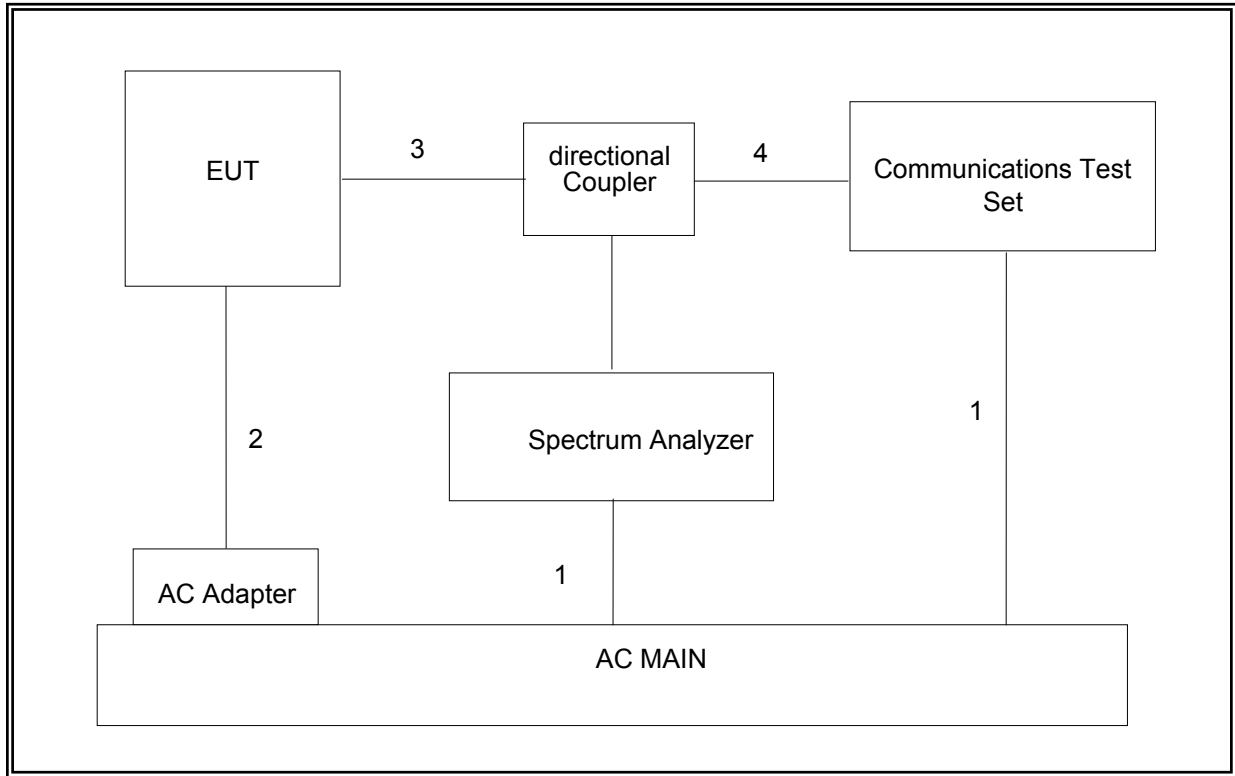 EUT
3
directional
Coupler
4
Communications Test
Set
2
Spectrum Analyzer
1
1
AC Adapter
AC MAIN